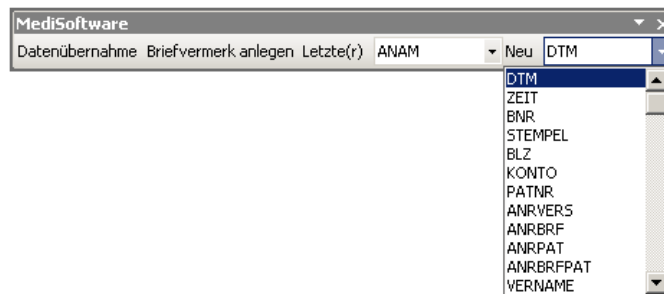 MediSoftware
Datenübernahme Briefvermerk anlegen Letzte(r) ANAM Neu DTM
DTM
ZEIT
BNR
STEMPEL
BLZ
KONTO
PATNR
ANRVERS
ANRBRF
ANRPAT
ANRBRFPAT
VERNAME